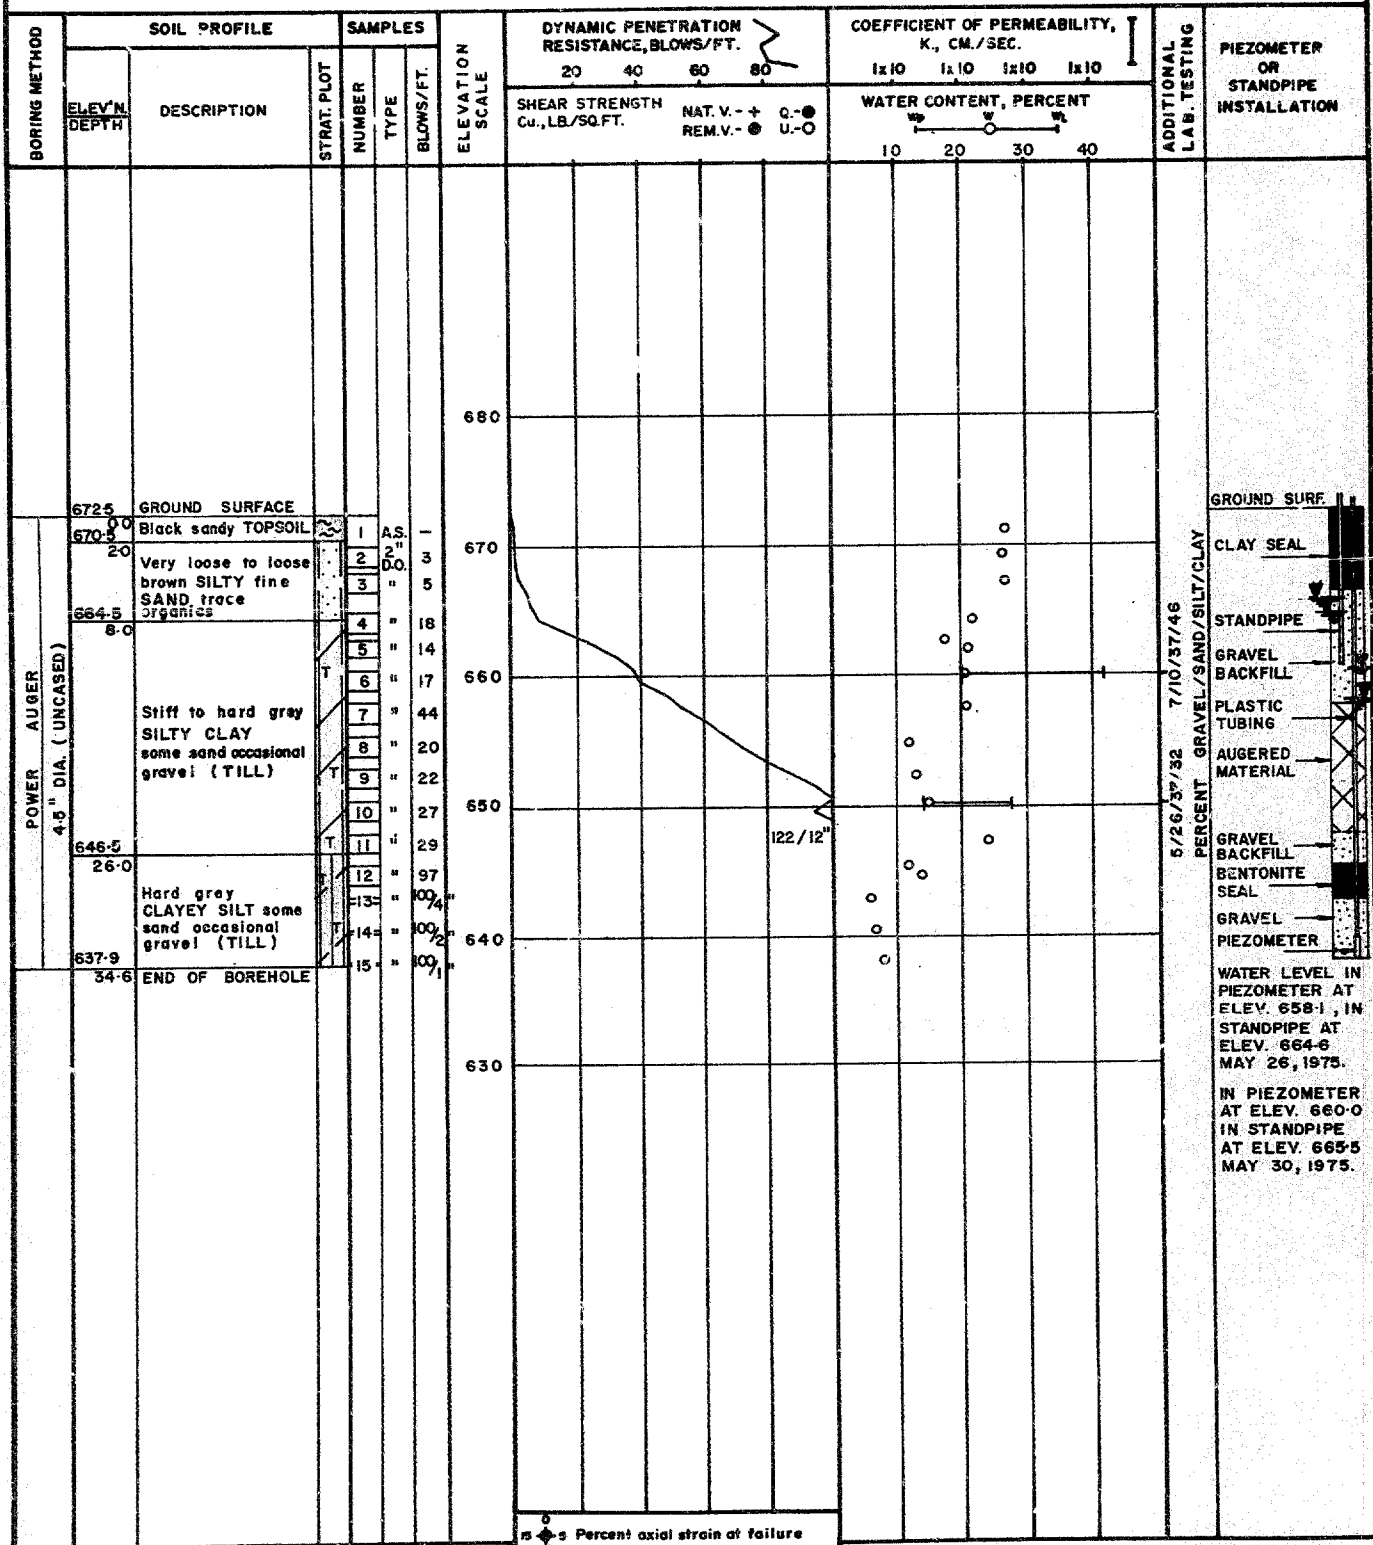 BORING METHOD
SOIL PROFILE
ELEV'N.
DEPTH
DESCRIPTION
STRAT. PLOT
SAMPLES
NUMBER
TYPE
BLOWS/FT.
ELEVATION
SCALE
DYNAMIC PENETRATION
RESISTANCE, BLOWS/FT.
20 40 60 80
SHEAR STRENGTH
Cu., LB./SQ.FT.
NAT. V. - + Q. - ●
REM. V. - ⊕ U. - O
COEFFICIENT OF PERMEABILITY,
K., CM./SEC.
1x10 1x10 1x10 1x10
WATER CONTENT, PERCENT
Wp W WL
10 20 30 40
ADDITIONAL
LAB. TESTING
PIEZOMETER
OR
STANDPIPE
INSTALLATION
POWER AUGER
4.5" DIA. (UNCASED)
672.5 GROUND SURFACE
0.0 Black sandy TOPSOIL
670.5
2.0
Very loose to loose
brown SILTY fine
SAND, trace
organics
664.5
8.0
Stiff to hard grey
SILTY CLAY
some sand occasional
gravel (TILL)
646.5
26.0
Hard grey
CLAYEY SILT some
sand occasional
gravel (TILL)
637.9
34.6 END OF BOREHOLE
T
T
T
T
T
1 A.S. —
2 2" D.O. 3
3 " 5
4 " 18
5 " 14
6 " 17
7 " 44
8 " 20
9 " 22
10 " 27
11 " 29
12 " 97
13 " 100/4"
14 " 100/2"
15 " 100/1"
680
670
660
650
640
630
122/12"
5/26/37/32 7/10/37/46
PERCENT GRAVEL/SAND/SILT/CLAY
GROUND SURF.
CLAY SEAL
STANDPIPE
GRAVEL
BACKFILL
PLASTIC
TUBING
AUGERED
MATERIAL
GRAVEL
BACKFILL
BENTONITE
SEAL
GRAVEL
PIEZOMETER
WATER LEVEL IN
PIEZOMETER AT
ELEV. 658.1, IN
STANDPIPE AT
ELEV. 664.6
MAY 26, 1975.
IN PIEZOMETER
AT ELEV. 660.0
IN STANDPIPE
AT ELEV. 665.5
MAY 30, 1975.
0
15 5 Percent axial strain at failure